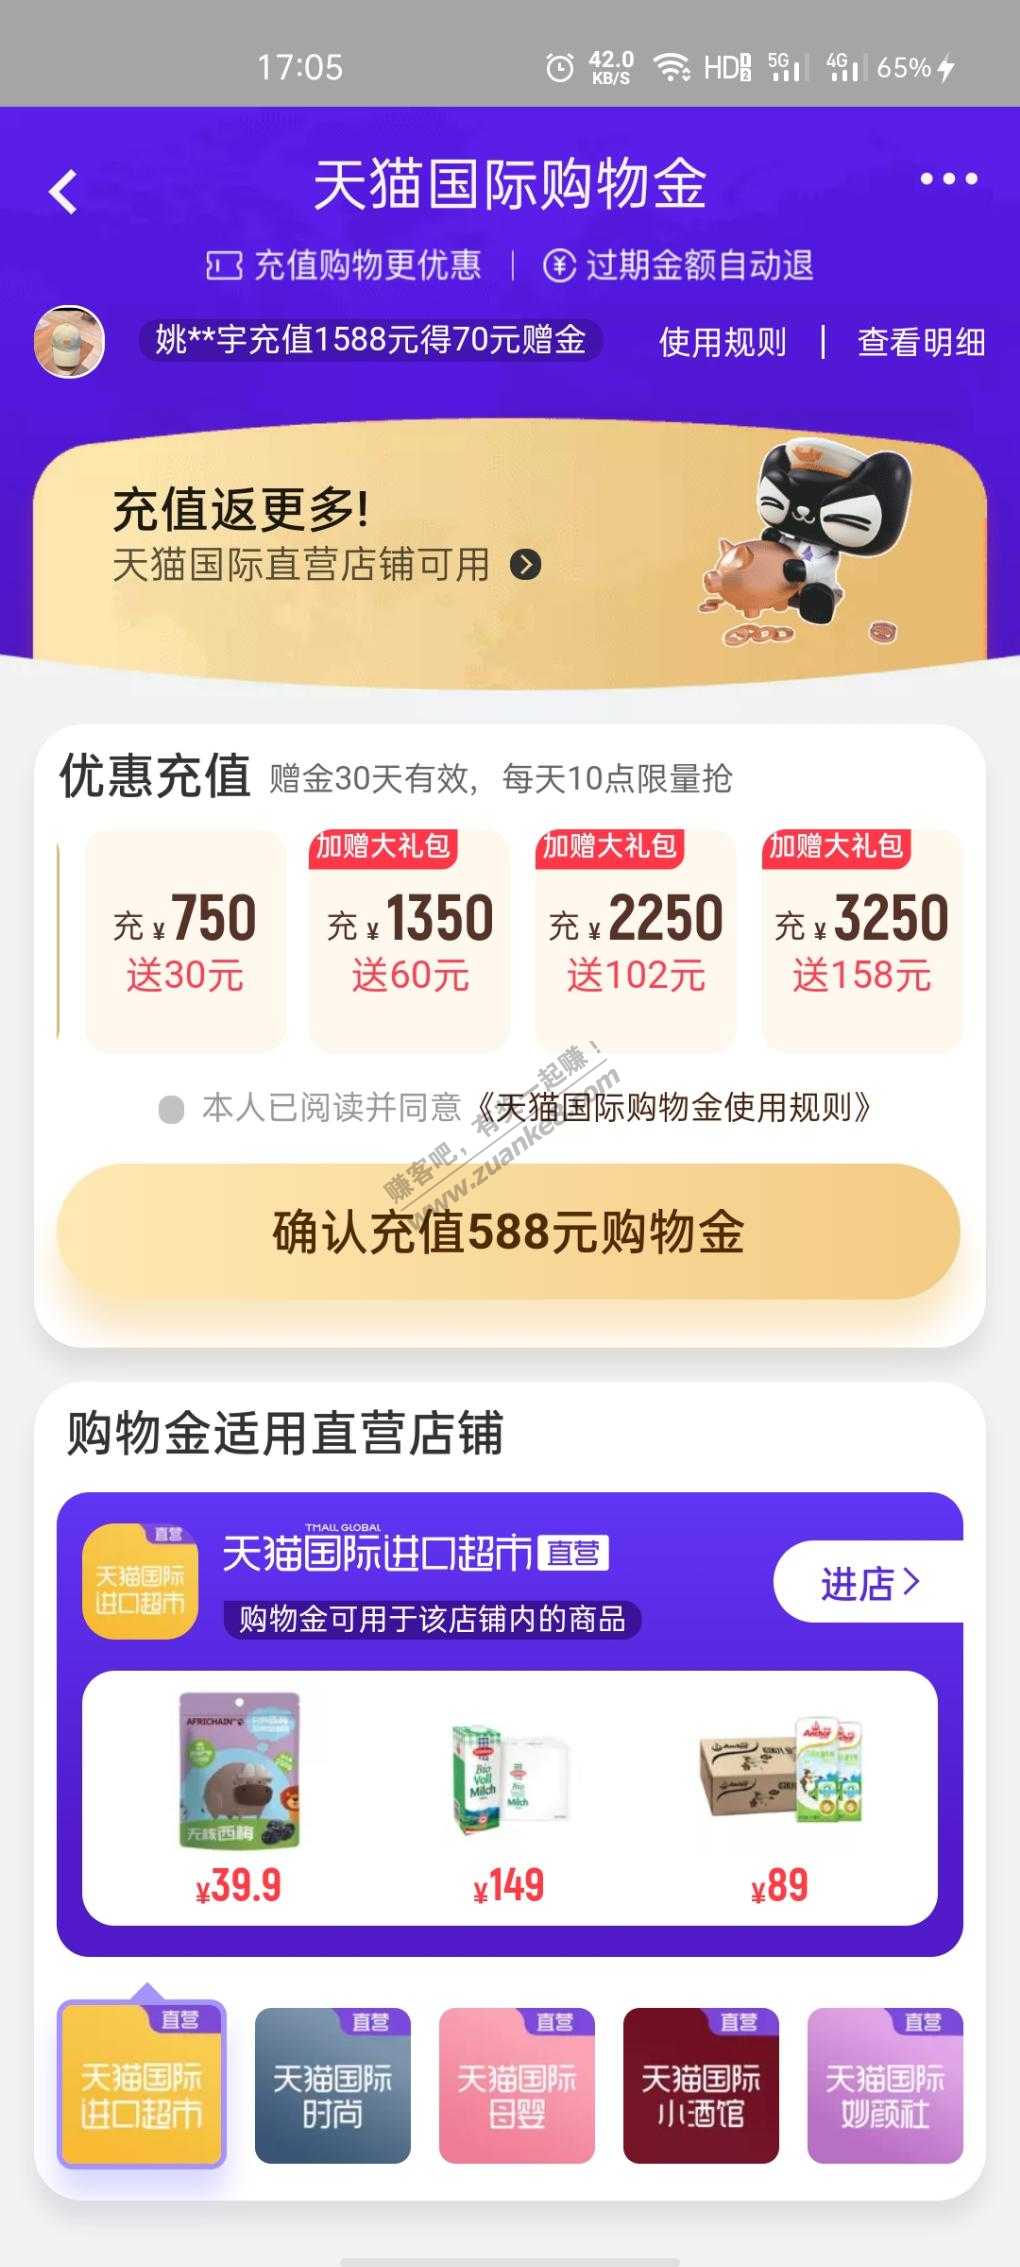 17:05
42.0
KB/S
HD
5G
4G
65%
天猫国际购物金
充值购物更优惠 | 过期金额自动退
姚**宇充值1588元得70元赠金
使用规则 | 查看明细
充值返更多!
天猫国际直营店铺可用
优惠充值 赠金30天有效，每天10点限量抢
充¥750
送30元
加赠大礼包
充¥1350
送60元
加赠大礼包
充¥2250
送102元
加赠大礼包
充¥3250
送158元
本人已阅读并同意《天猫国际购物金使用规则》
赚客吧，有奖一起赚！
www.zuanke8.com
确认充值588元购物金
购物金适用直营店铺
直营
天猫国际
进口超市
TMALL GLOBAL
天猫国际进口超市 直营
购物金可用于该店铺内的商品
进店
AFRICHAIN
无核西梅
Bio
Voll
Milch
Milch
Anchor
¥39.9
¥149
¥89
直营
天猫国际
进口超市
直营
天猫国际
时尚
直营
天猫国际
母婴
直营
天猫国际
小酒馆
直营
天猫国际
妙颜社